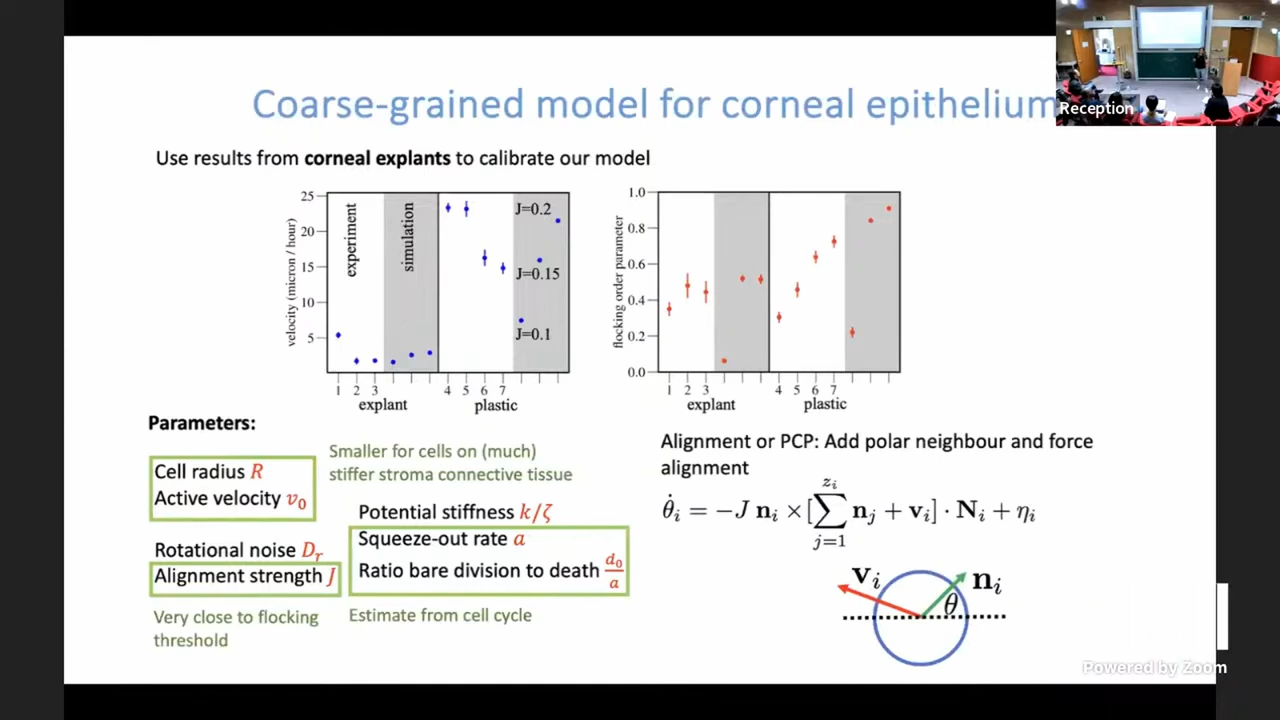 Coarse-grained model for corneal epithelium
Reception
Use results from corneal explants to calibrate our model
velocity (micron / hour)
25
20
15
10
5
experiment
simulation
J=0.2
J=0.15
J=0.1
1 2 3 4 5 6 7
explant plastic
flocking order parameter
1.0
0.8
0.6
0.4
0.2
0.0
1 2 3 4 5 6 7
explant plastic
Parameters:
Cell radius R
Active velocity v₀
Smaller for cells on (much)
stiffer stroma connective tissue
Rotational noise Dᵣ
Alignment strength J
Very close to flocking
threshold
Potential stiffness k/ζ
Squeeze-out rate a
Ratio bare division to death d₀/a
Estimate from cell cycle
Alignment or PCP: Add polar neighbour and force
alignment
θ̇ᵢ = −J nᵢ × [∑ⱼ₌₁^{zᵢ} nⱼ + vᵢ] · Nᵢ + ηᵢ
vᵢ nᵢ
θ
Powered by Zoom